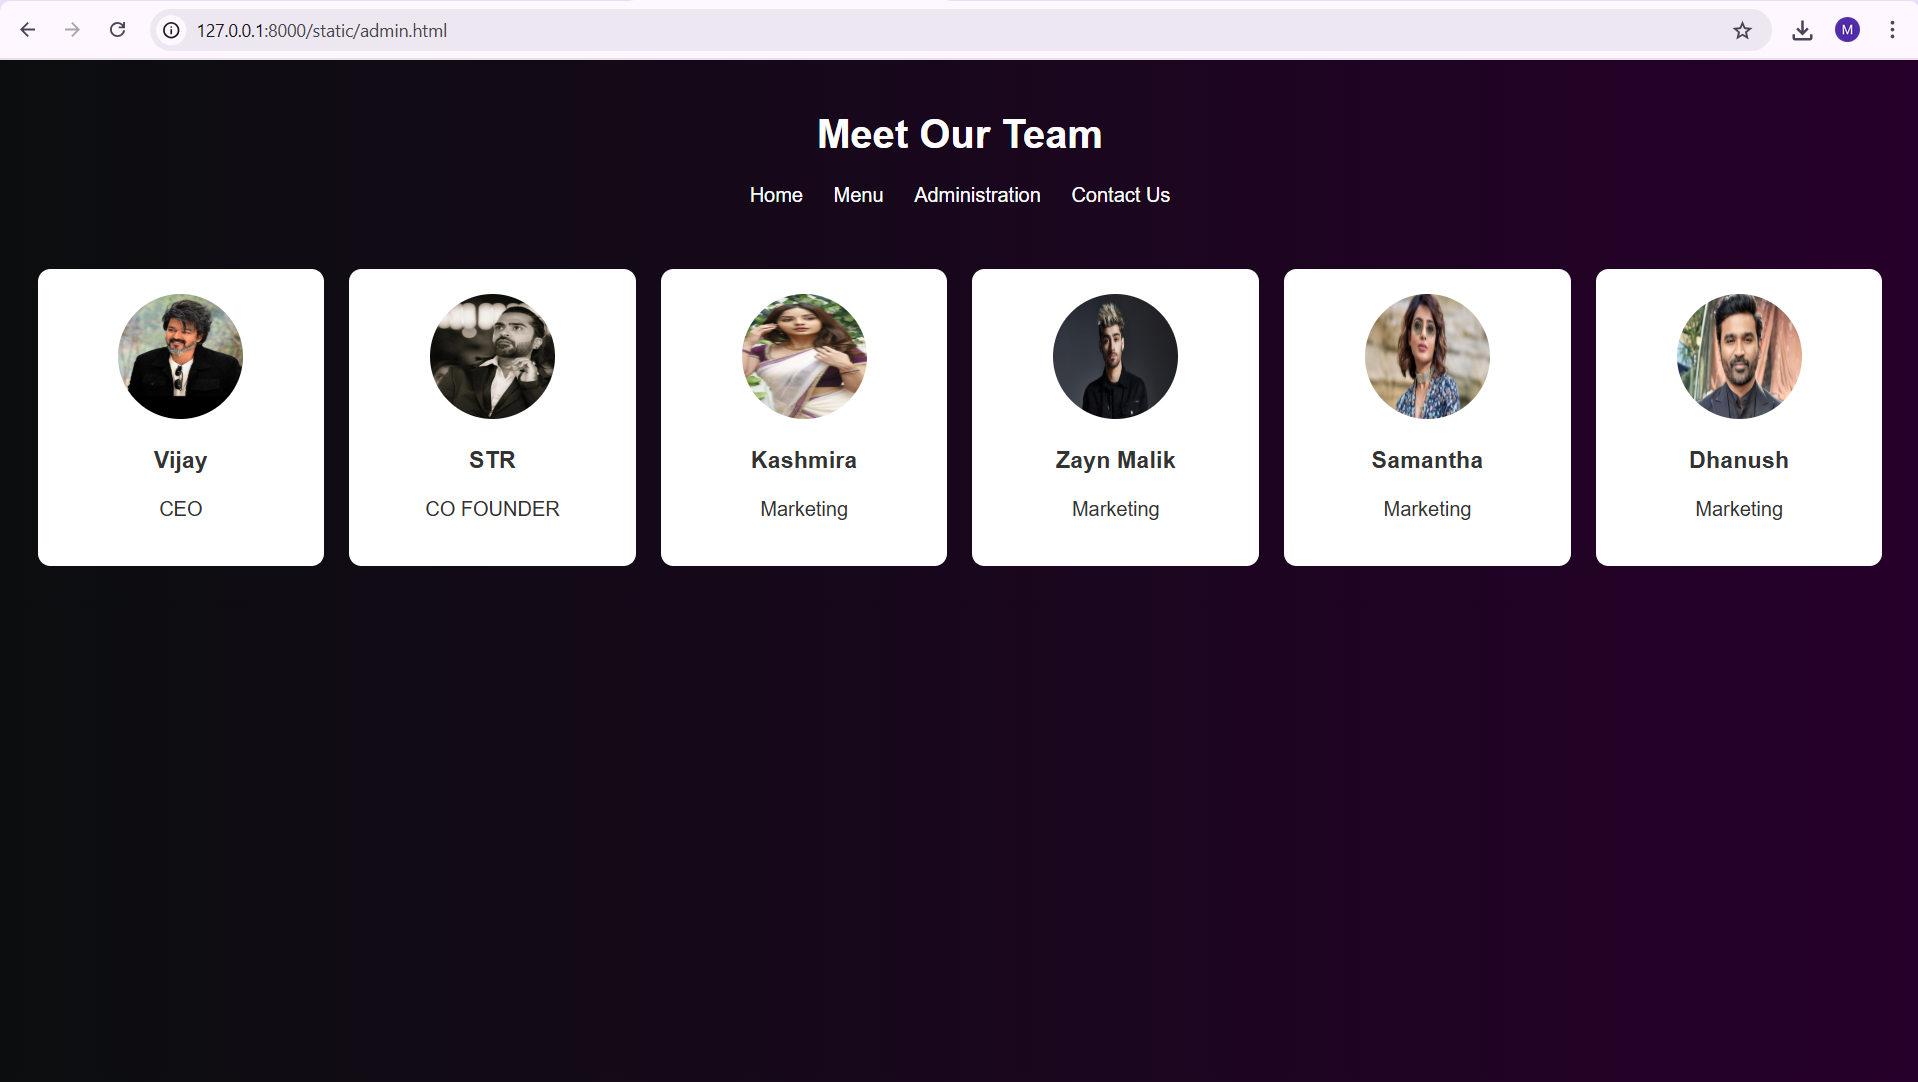 127.0.0.1:8000/static/admin.html
M
Meet Our Team
Home Menu Administration Contact Us
Vijay STR Kashmira Zayn Malik Samantha Dhanush
CEO CO FOUNDER Marketing Marketing Marketing Marketing